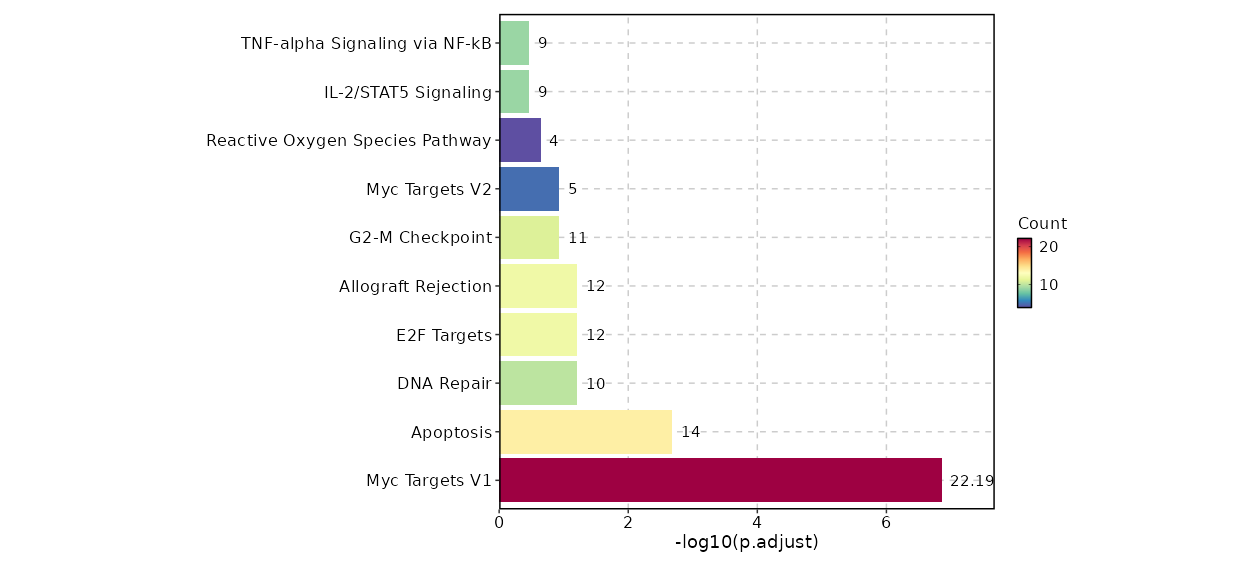 TNF-alpha Signaling via NF-kB 9
IL-2/STAT5 Signaling 9
Reactive Oxygen Species Pathway 4
Myc Targets V2 5
G2-M Checkpoint 11
Allograft Rejection 12
E2F Targets 12
DNA Repair 10
Apoptosis 14
Myc Targets V1 22.19
0 2 4 6
-log10(p.adjust)
Count
20
10